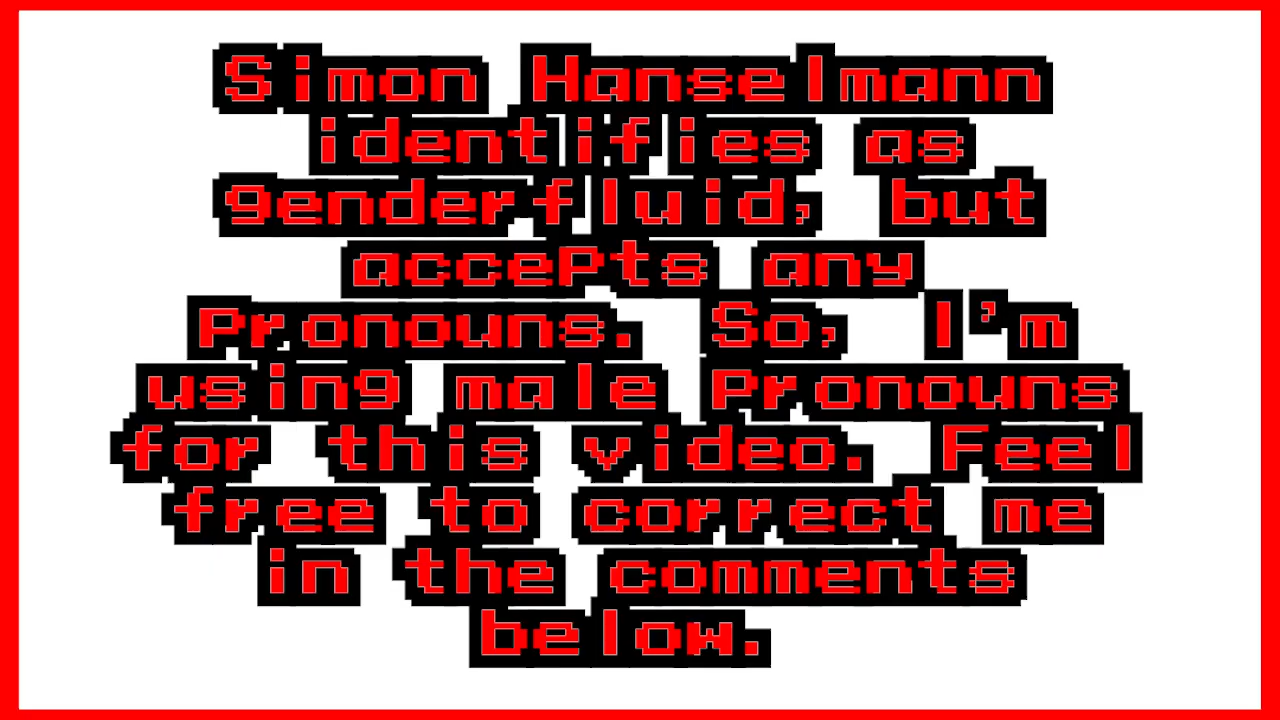 Simon Hanselmann
identifies as
genderfluid, but
accepts any
pronouns. So, I'm
using male pronouns
for this video. Feel
free to correct me
in the comments
below.